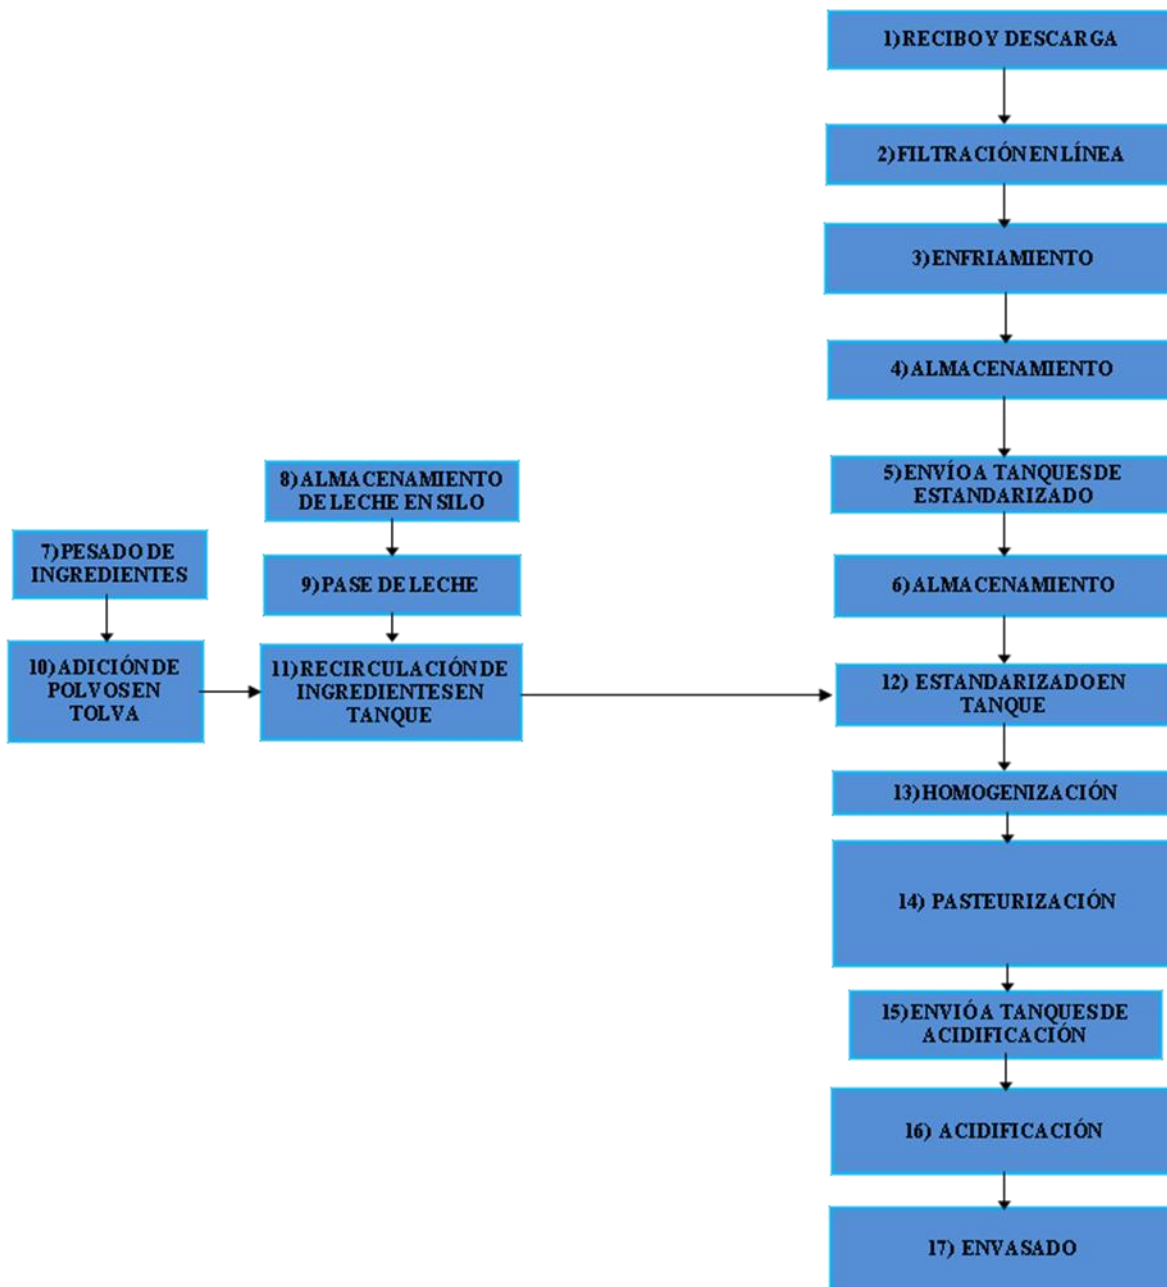 1) RECIBO Y DESCARGA
2) FILTRACIÓN EN LÍNEA
3) ENFRIAMIENTO
4) ALMACENAMIENTO
5) ENVÍO A TANQUES DE
ESTANDARIZADO
6) ALMACENAMIENTO
7) PESADO DE
INGREDIENTES
8) ALMACENAMIENTO
DE LECHE EN SILO
9) PASE DE LECHE
10) ADICIÓN DE
POLVOS EN
TOLVA
11) RECIRCULACIÓN DE
INGREDIENTES EN
TANQUE
12) ESTANDARIZADO EN
TANQUE
13) HOMOGENIZACIÓN
14) PASTEURIZACIÓN
15) ENVIÓ A TANQUES DE
ACIDIFICACIÓN
16) ACIDIFICACIÓN
17) ENVASADO